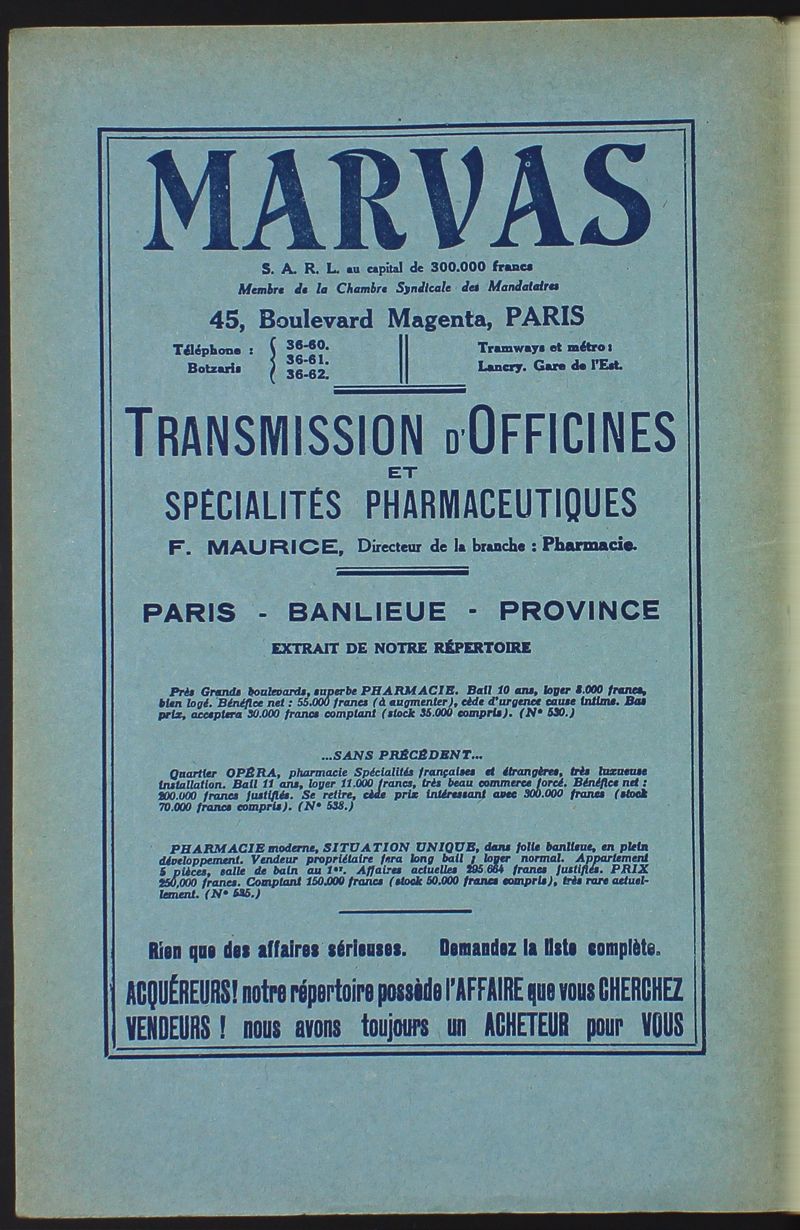 MARVAS
S. A. R. L. au capital de 300.000 francs
Membre de la Chambre Syndicale des Mandataires
45, Boulevard Magenta, PARIS
Téléphone : Botzaris { 36-60. 36-61. 36-62.
Tramways et métro :
Lancry. Gare de l'Est.
TRANSMISSION D'OFFICINES
ET
SPÉCIALITÉS PHARMACEUTIQUES
F. MAURICE, Directeur de la branche : Pharmacie.
PARIS - BANLIEUE - PROVINCE
EXTRAIT DE NOTRE RÉPERTOIRE
Près Grands boulevards, superbe PHARMACIE. Bail 10 ans, loyer 8.000 francs,
bien logé. Bénéfice net : 55.000 francs (à augmenter), cède d'urgence cause intime. Bas
prix, acceptera 30.000 francs comptant (stock 35.000 compris). (N° 530.)
...SANS PRÉCÉDENT...
Quartier OPÉRA, pharmacie Spécialités françaises et étrangères, très luxueuse
installation. Bail 11 ans, loyer 11.000 francs, très beau commerce forcé. Bénéfice net :
200.000 francs justifiés. Se retire, cède prix intéressant avec 300.000 francs (stock
70.000 francs compris). (N° 538.)
PHARMACIE moderne, SITUATION UNIQUE, dans jolie banlieue, en plein
développement. Vendeur propriétaire fera long bail ; loyer normal. Appartement
5 pièces, salle de bain au 1er. Affaires actuelles 295.664 francs justifiés. PRIX
250,000 francs. Comptant 150.000 francs (stock 50.000 francs compris), très rare actuel-
lement. (N° 535.)
Rien que des affaires sérieuses. Demandez la liste complète.
ACQUÉREURS! notre répertoire possède l'AFFAIRE que vous CHERCHEZ
VENDEURS ! nous avons toujours un ACHETEUR pour VOUS